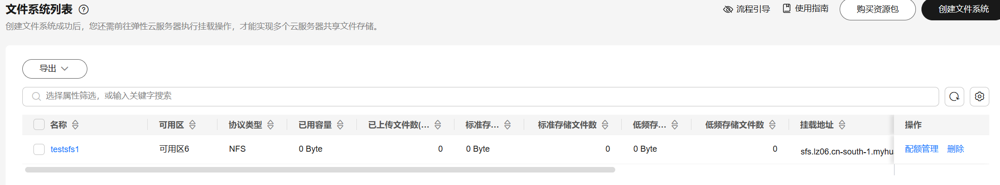 文件系统列表 ?
流程引导 使用指南 购买资源包 创建文件系统
创建文件系统成功后，您还需前往弹性云服务器执行挂载操作，才能实现多个云服务器共享文件存储。
导出
选择属性筛选，或输入关键字搜索
名称 可用区 协议类型 已用容量 已上传文件数(... 标准存... 标准存储文件数 低频存... 低频存储文件数 挂载地址 操作
testsfs1 可用区6 NFS 0 Byte 0 0 Byte 0 0 Byte 0 sfs.lz06.cn-south-1.myhu 配额管理 删除